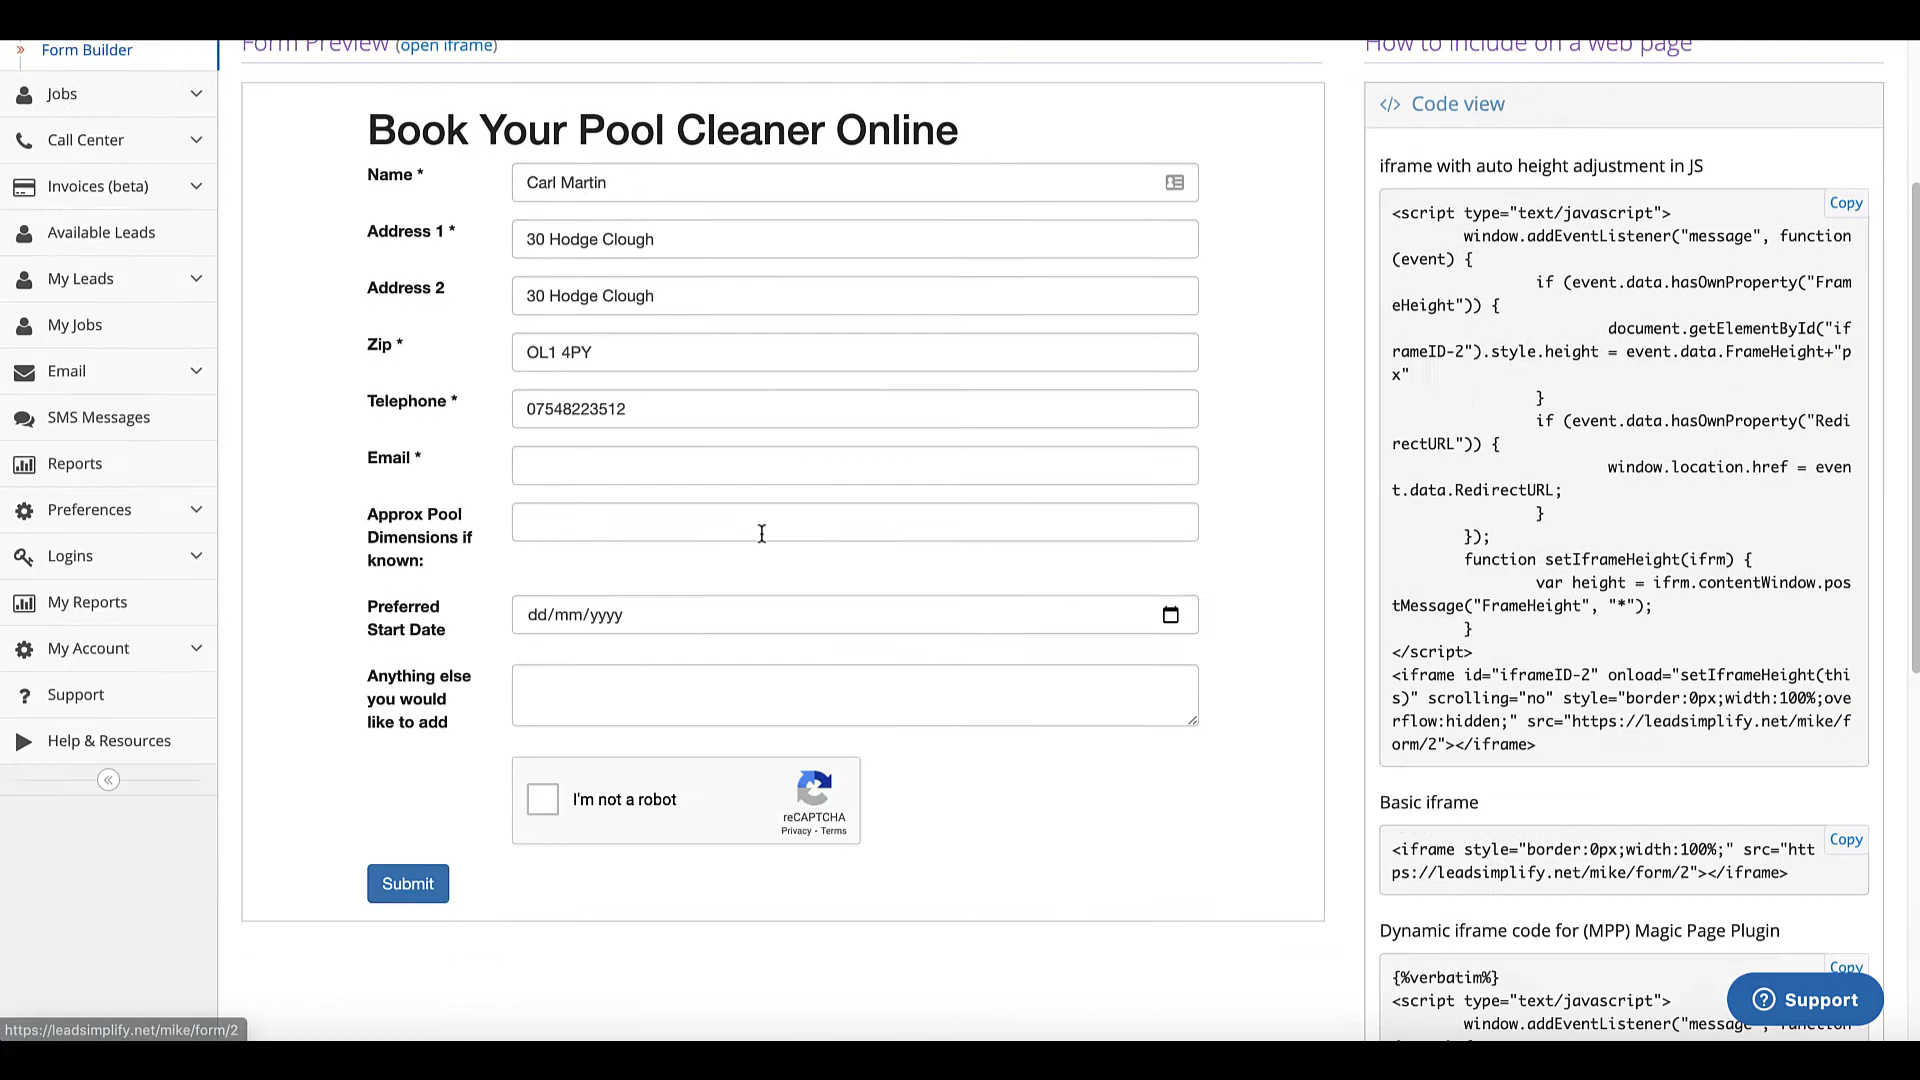 Form Builder
Jobs
Call Center
Invoices (beta)
Available Leads
My Leads
My Jobs
Email
SMS Messages
Reports
Preferences
Logins
My Reports
My Account
Support
Help & Resources
https://leadsimplify.net/mike/form/2
Form Preview (open iframe)
Book Your Pool Cleaner Online
Name *
Carl Martin
Address 1 *
30 Hodge Clough
Address 2
30 Hodge Clough
Zip *
OL1 4PY
Telephone *
07548223512
Email *
Approx Pool
Dimensions if
known:
Preferred
Start Date
dd/mm/yyyy
Anything else
you would
like to add
I'm not a robot
reCAPTCHA
Privacy - Terms
Submit
How to include on a web page
</> Code view
iframe with auto height adjustment in JS
Copy
<script type="text/javascript">
window.addEventListener("message", function
(event) {
if (event.data.hasOwnProperty("Fram
eHeight")) {
document.getElementById("if
rameID-2").style.height = event.data.FrameHeight+"p
x"
}
if (event.data.hasOwnProperty("Redi
rectURL")) {
window.location.href = even
t.data.RedirectURL;
}
});
function setIframeHeight(ifrm) {
var height = ifrm.contentWindow.pos
tMessage("FrameHeight", "*");
}
</script>
<iframe id="iframeID-2" onload="setIframeHeight(thi
s)" scrolling="no" style="border:0px;width:100%;ove
rflow:hidden;" src="https://leadsimplify.net/mike/f
orm/2"></iframe>
Basic iframe
Copy
<iframe style="border:0px;width:100%;" src="htt
ps://leadsimplify.net/mike/form/2"></iframe>
Dynamic iframe code for (MPP) Magic Page Plugin
Copy
{%verbatim%}
<script type="text/javascript">
window.addEventListener("message", function
Support